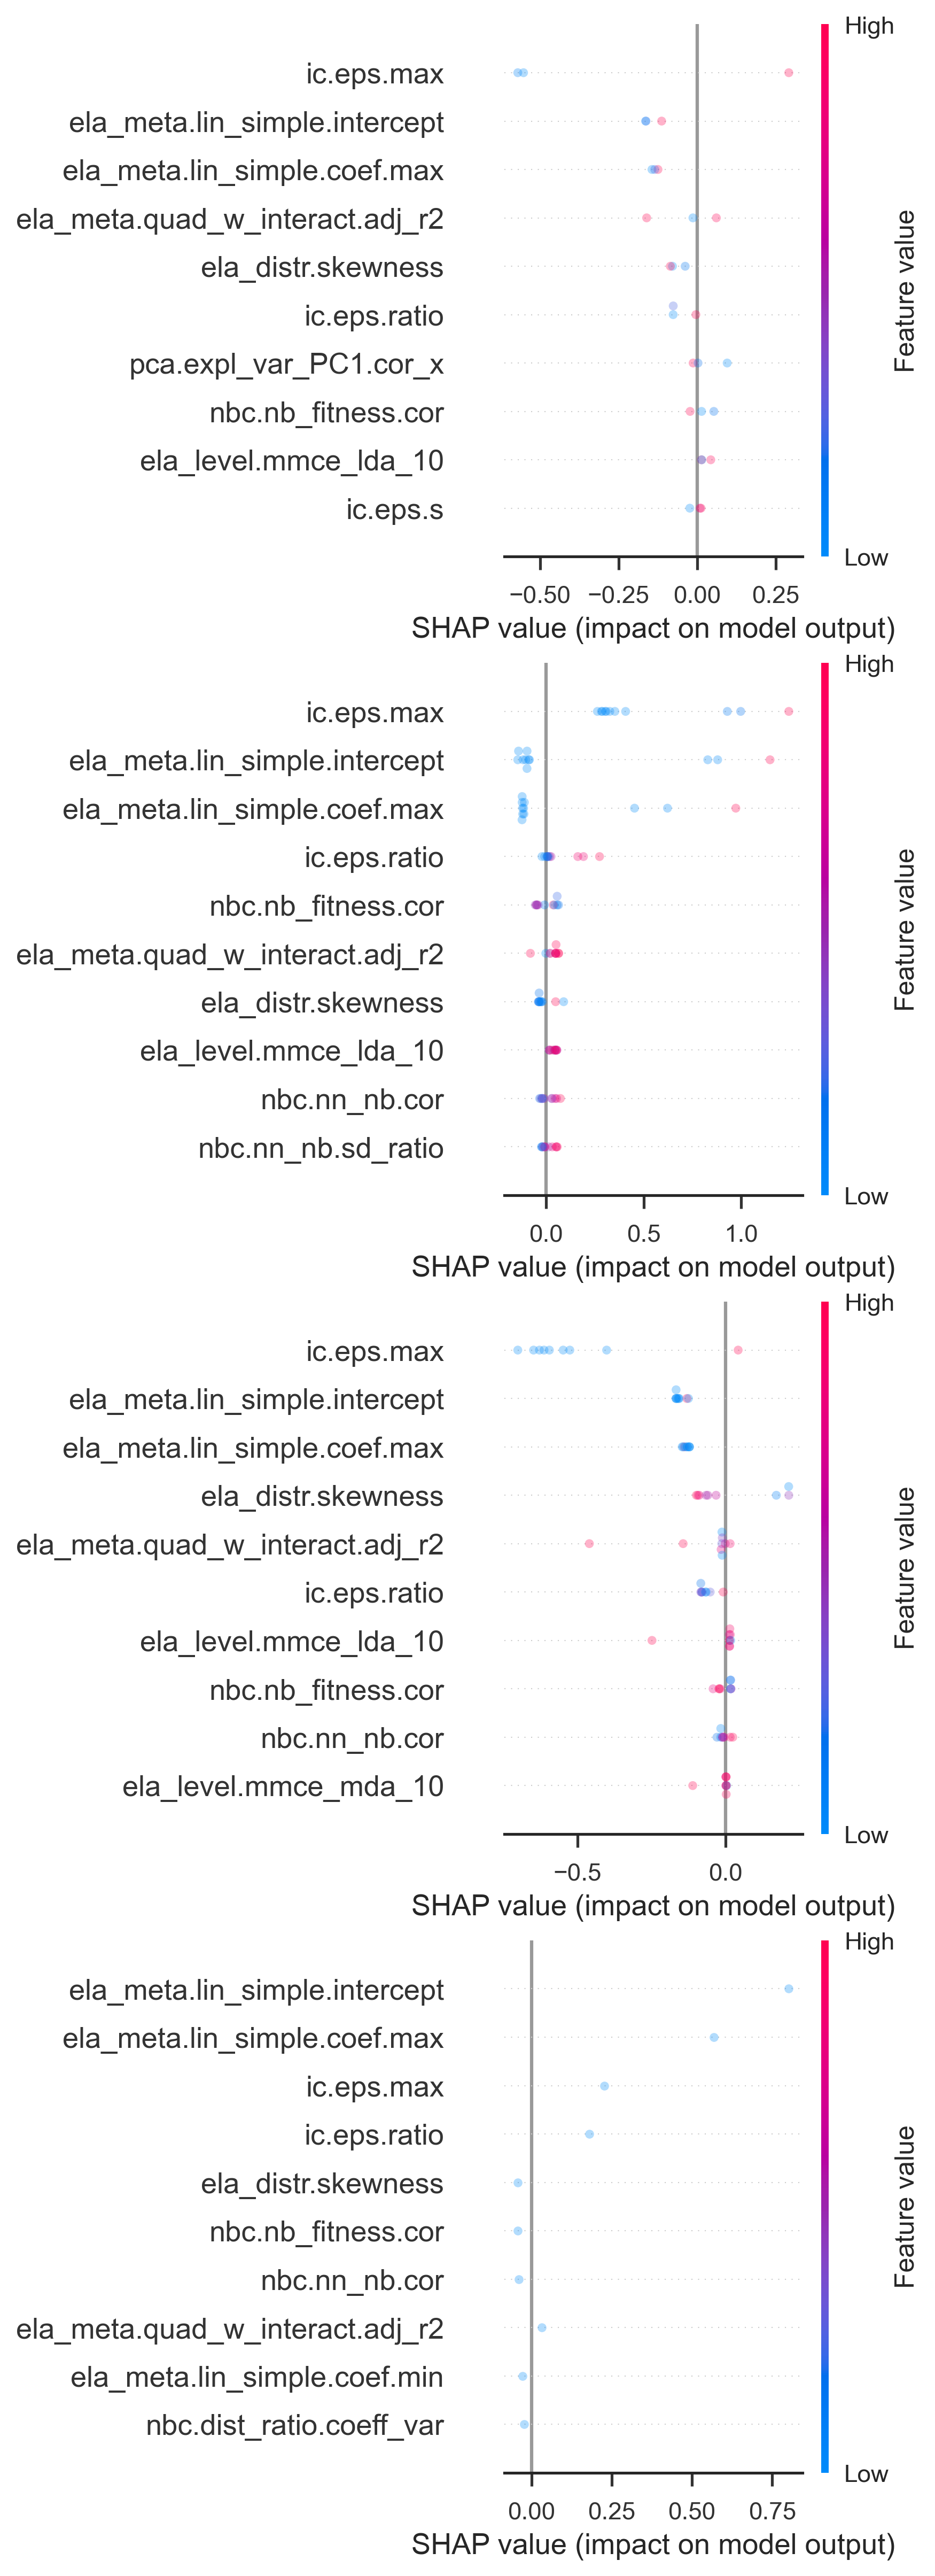 High
ic.eps.max
ela_meta.lin_simple.intercept
ela_meta.lin_simple.coef.max
ela_meta.quad_w_interact.adj_r2
ela_distr.skewness
ic.eps.ratio
pca.expl_var_PC1.cor_x
nbc.nb_fitness.cor
ela_level.mmce_lda_10
ic.eps.s
Feature value
Low
−0.50 −0.25 0.00 0.25
SHAP value (impact on model output)
High
ic.eps.max
ela_meta.lin_simple.intercept
ela_meta.lin_simple.coef.max
ic.eps.ratio
nbc.nb_fitness.cor
ela_meta.quad_w_interact.adj_r2
ela_distr.skewness
ela_level.mmce_lda_10
nbc.nn_nb.cor
nbc.nn_nb.sd_ratio
Feature value
Low
0.0 0.5 1.0
SHAP value (impact on model output)
High
ic.eps.max
ela_meta.lin_simple.intercept
ela_meta.lin_simple.coef.max
ela_distr.skewness
ela_meta.quad_w_interact.adj_r2
ic.eps.ratio
ela_level.mmce_lda_10
nbc.nb_fitness.cor
nbc.nn_nb.cor
ela_level.mmce_mda_10
Feature value
Low
−0.5 0.0
SHAP value (impact on model output)
High
ela_meta.lin_simple.intercept
ela_meta.lin_simple.coef.max
ic.eps.max
ic.eps.ratio
ela_distr.skewness
nbc.nb_fitness.cor
nbc.nn_nb.cor
ela_meta.quad_w_interact.adj_r2
ela_meta.lin_simple.coef.min
nbc.dist_ratio.coeff_var
Feature value
Low
0.00 0.25 0.50 0.75
SHAP value (impact on model output)